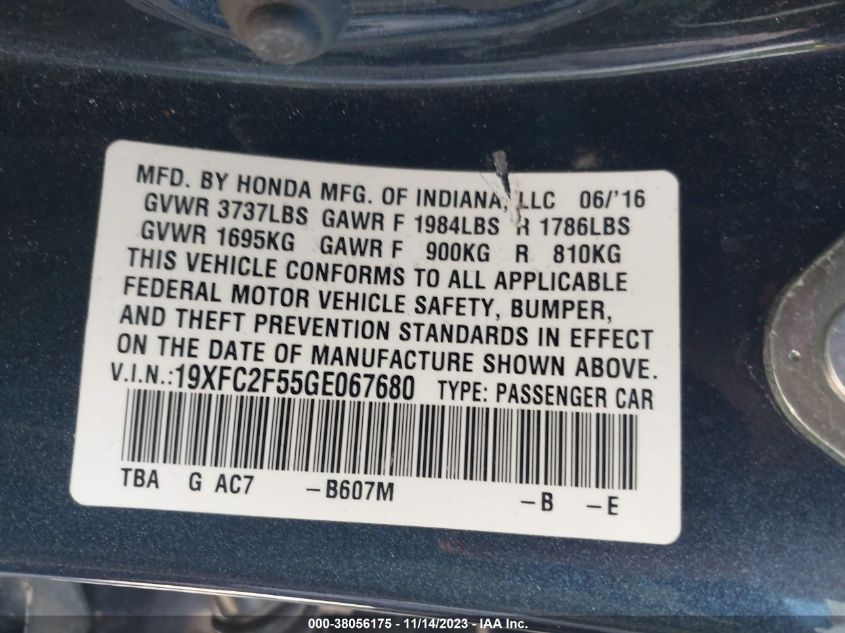 MFD. BY HONDA MFG. OF INDIANA, LLC 06/'16
GVWR 3737LBS GAWR F 1984LBS R 1786LBS
GVWR 1695KG GAWR F 900KG R 810KG
THIS VEHICLE CONFORMS TO ALL APPLICABLE
FEDERAL MOTOR VEHICLE SAFETY, BUMPER,
AND THEFT PREVENTION STANDARDS IN EFFECT
ON THE DATE OF MANUFACTURE SHOWN ABOVE.
V.I.N.:19XFC2F55GE067680 TYPE: PASSENGER CAR
TBA G AC7 -B607M -B -E
000-38056175 - 11/14/2023 - IAA Inc.